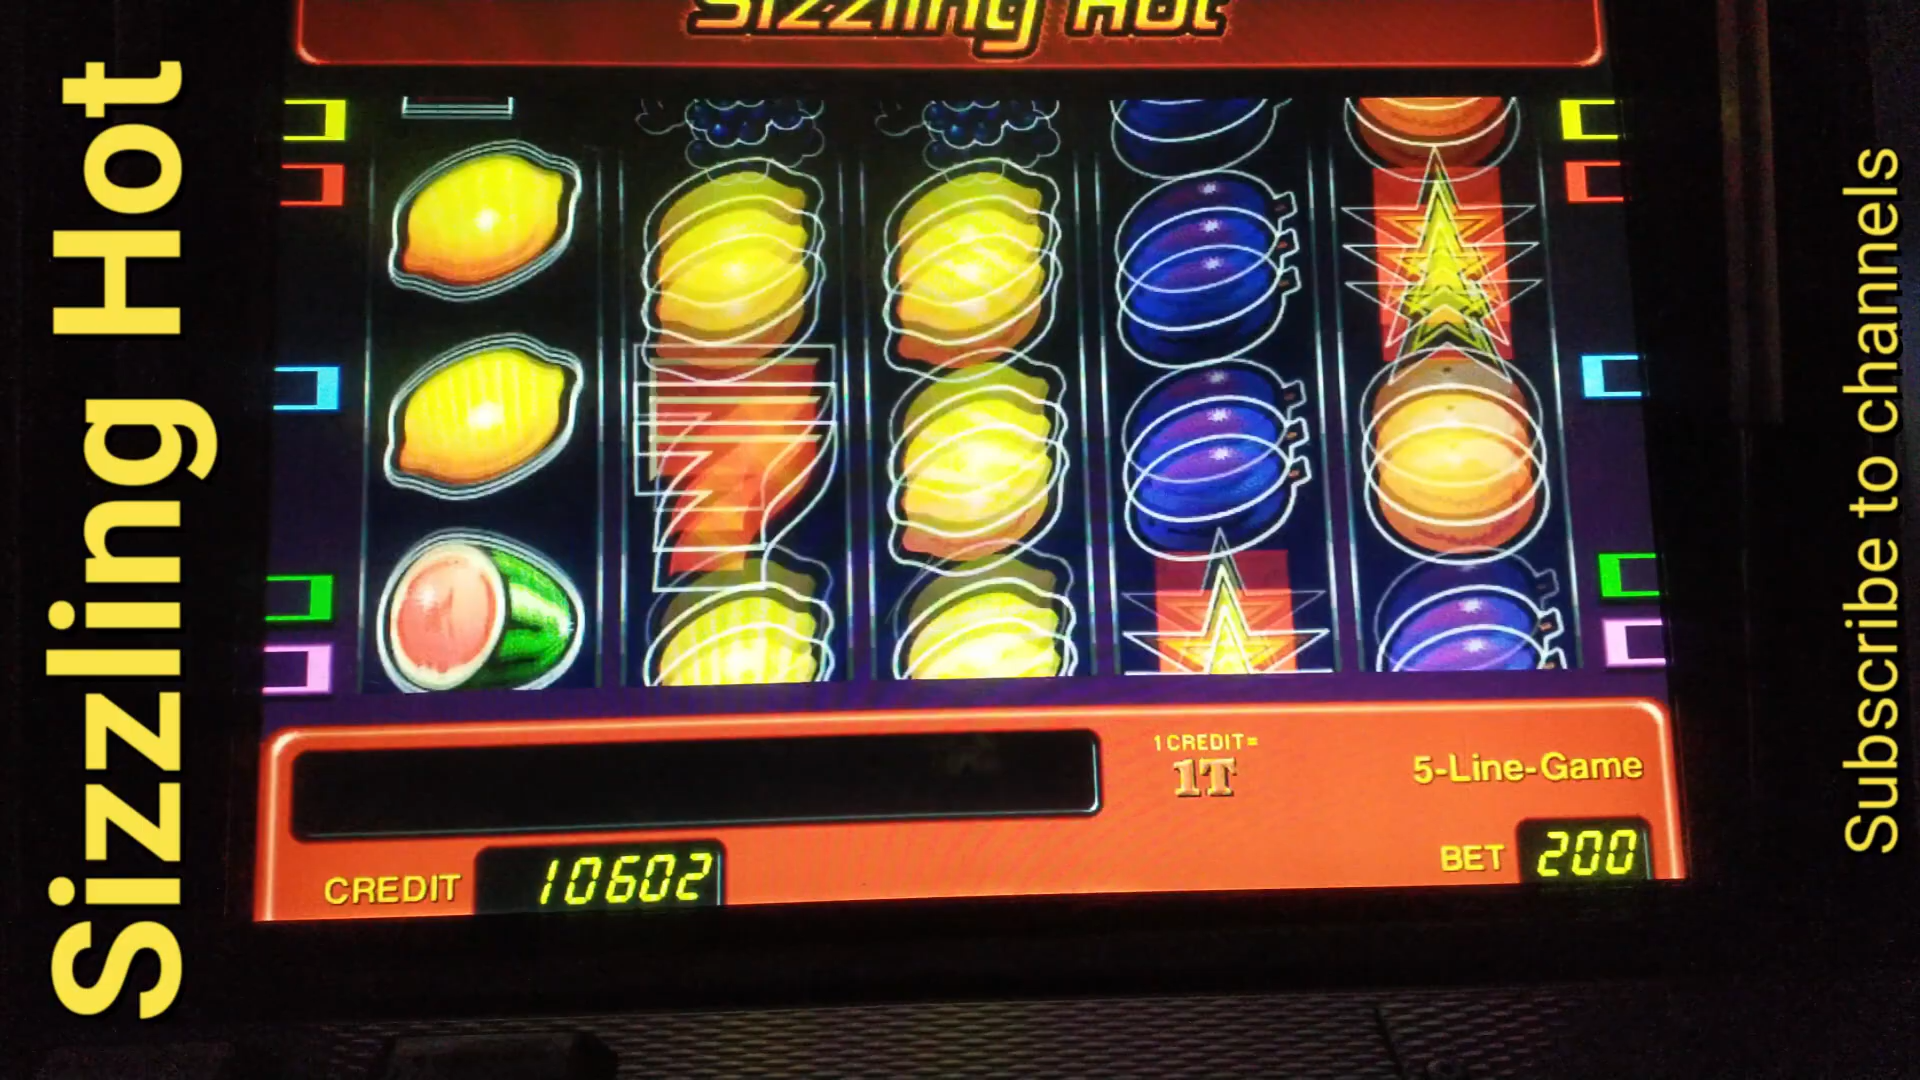 Sizzling Hot
Sizzling Hot
1 CREDIT=
1T
5-Line-Game
CREDIT 10602
BET 200
Subscribe to channels